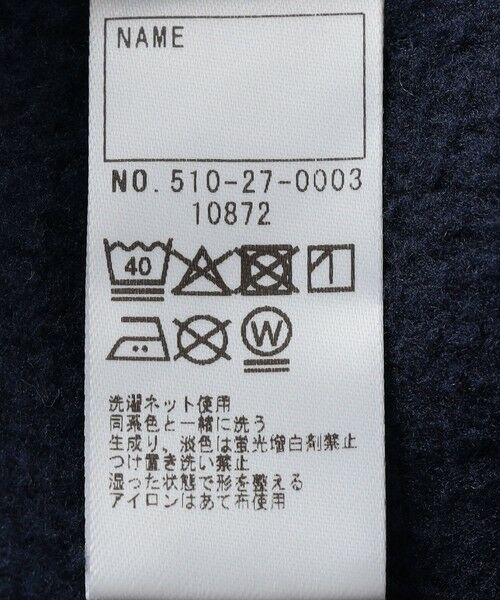 NAME
NO. 510-27-0003
10872
40
W
洗濯ネット使用
同系色と一緒に洗う
生成り、淡色は蛍光増白剤禁止
つけ置き洗い禁止
湿った状態で形を整える
アイロンはあて布使用